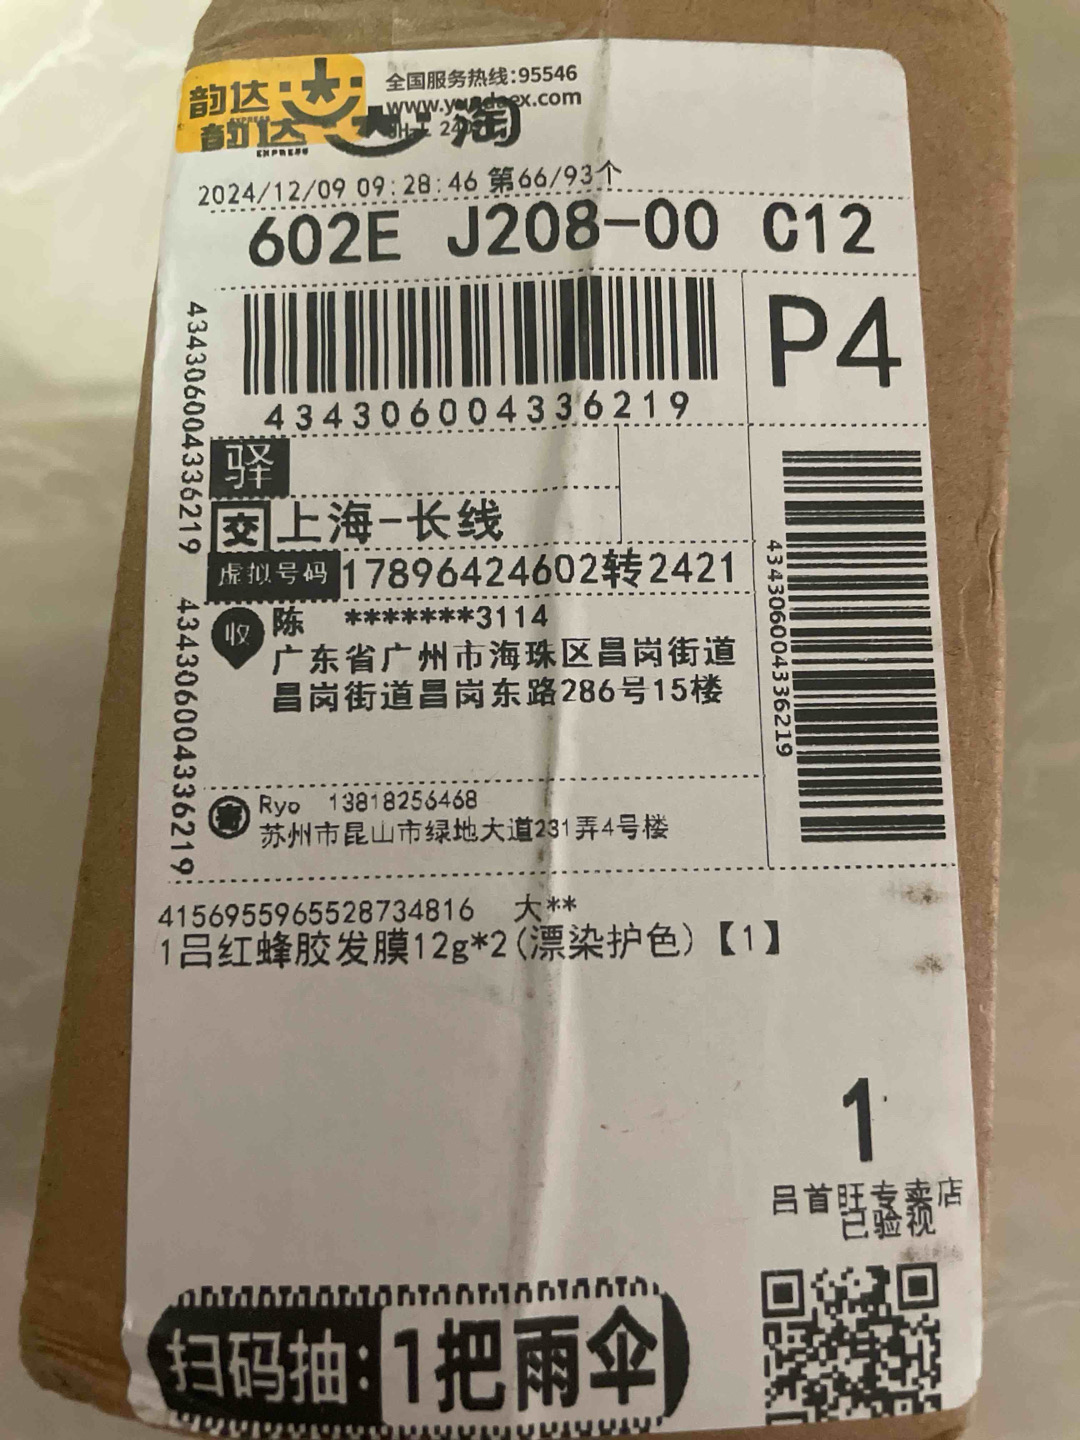 韵达
EXPRESS
全国服务热线:95546
www.yundaex.com
韵达
EXPRESS
淘
2024/12/09 09:28:46 第66/93个
602E J208-00 C12
P4
434306004336219
434306004336219
434306004336219
434306004336219
驿
交 上海-长线
虚拟号码 17896424602转2421
收 陈 *******3114
广东省广州市海珠区昌岗街道
昌岗街道昌岗东路286号15楼
寄 Ryo 13818256468
苏州市昆山市绿地大道231弄4号楼
4156955965528734816 大**
1吕红蜂胶发膜12g*2(漂染护色)【1】
1
吕首旺专卖店
已验视
扫码抽:1把雨伞